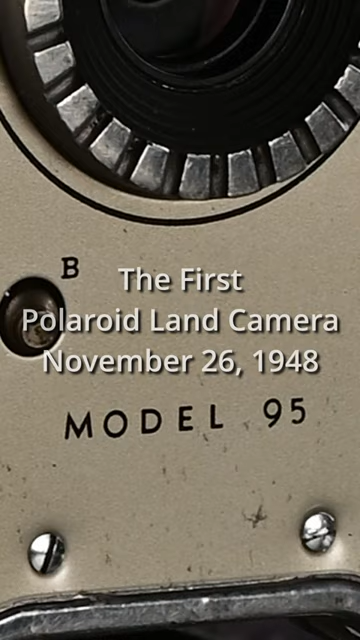 B
The First
Polaroid Land Camera
November 26, 1948
MODEL 95